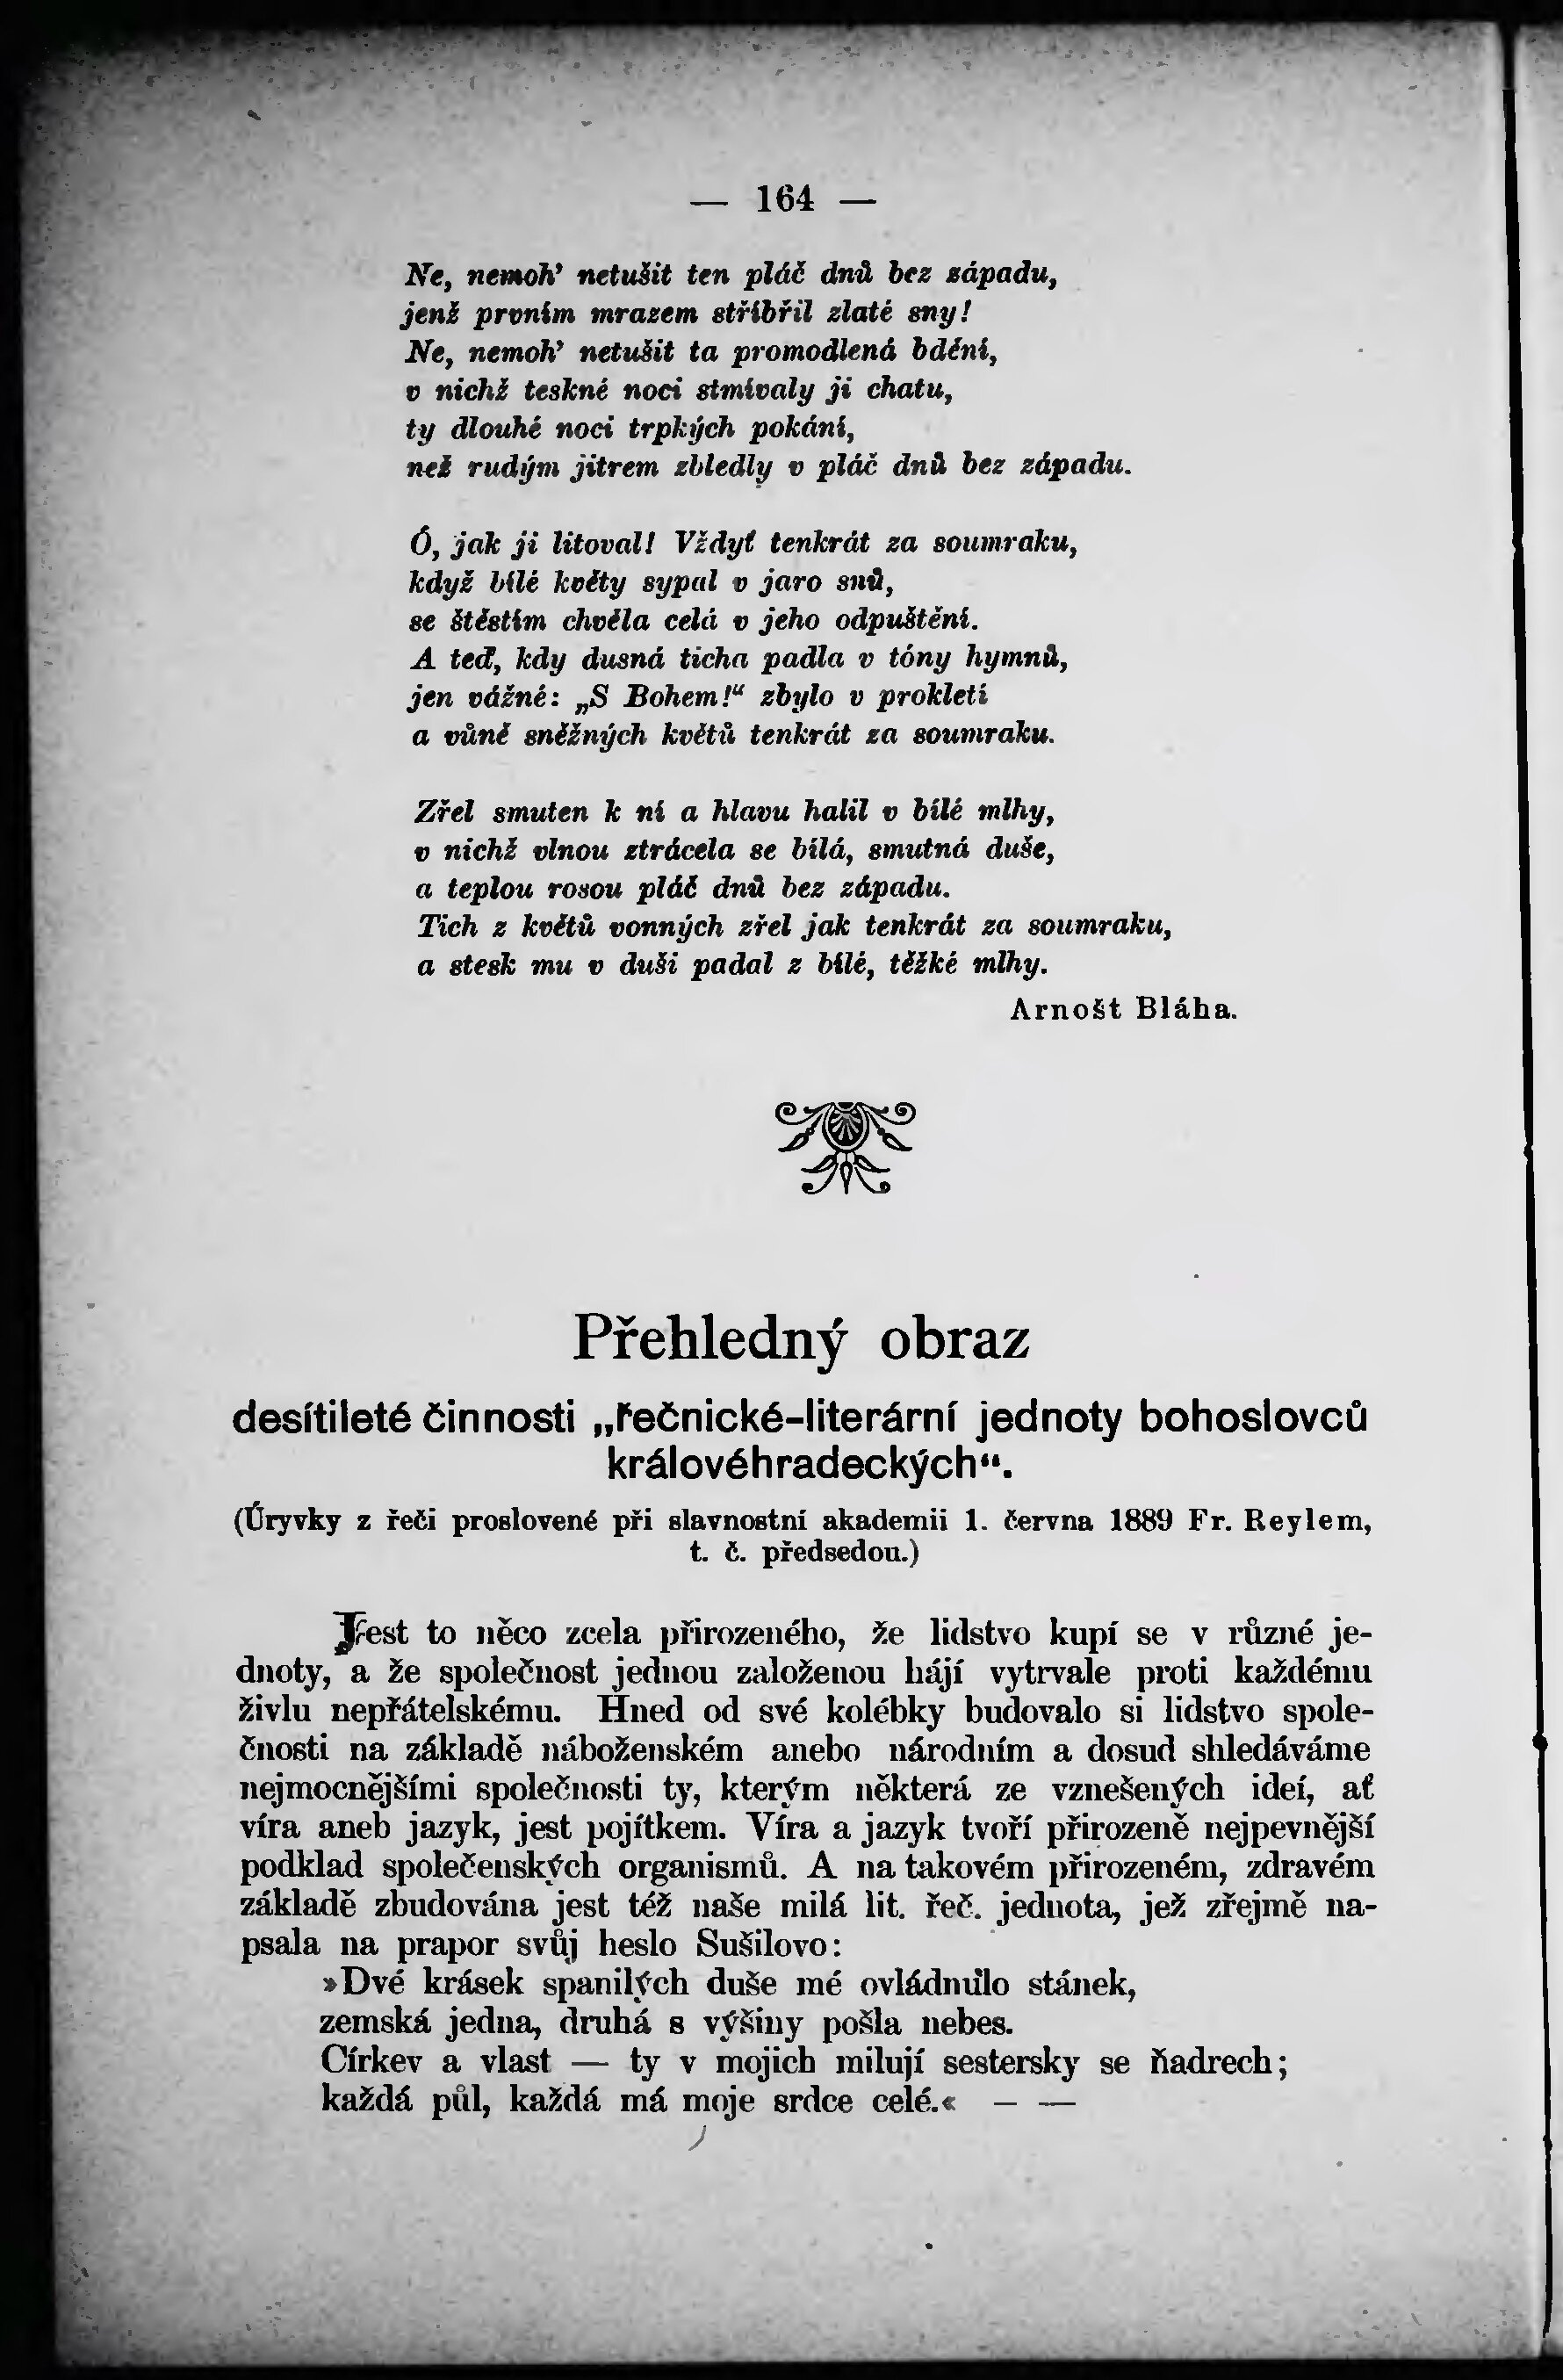 — 164 —
Ne, nemoh’ netušit ten pláč dnů bez západu,
jenž prvním mrazem stříbřil zlaté sny!
Ne, nemoh’ netušit ta promodlená bdění,
v nichž teskné noci stmívaly jí chatu,
ty dlouhé noci trpkých pokání,
než rudým jitrem zbledly v pláč dnů bez západu.
Ó, jak ji litoval! Vždyť tenkrát za soumraku,
když bílé květy sypal v jaro snů,
se štěstím chvěla celá v jeho odpuštění.
A teď, kdy dusná ticha padla v tóny hymnů,
jen vážné: „S Bohem!“ zbylo v prokletí
a vůně sněžných květů tenkrát za soumraku.
Zřel smuten k ní a hlavu halil v bílé mlhy,
v nichž vlnou ztrácela se bílá, smutná duše,
a teplou rosou pláč dnů bez západu.
Tich z květů vonných zřel jak tenkrát za soumraku,
a stesk mu v duši padal z bílé, těžké mlhy.
Arnošt Bláha.
Přehledný obraz
desítileté činnosti „řečnické-literární jednoty bohoslovců
královéhradeckých“.
(Úryvky z řeči proslovené při slavnostní akademii 1. června 1889 Fr. Reylem,
t. č. předsedou.)
Jest to něco zcela přirozeného, že lidstvo kupí se v různé je-
dnoty, a že společnost jednou založenou hájí vytrvale proti každému
živlu nepřátelskému. Hned od své kolébky budovalo si lidstvo spole-
čnosti na základě náboženském anebo národním a dosud shledáváme
nejmocnějšími společnosti ty, kterým některá ze vznešených ideí, ať
víra aneb jazyk, jest pojítkem. Víra a jazyk tvoří přirozeně nejpevnější
podklad společenských organismů. A na takovém přirozeném, zdravém
základě zbudována jest též naše milá lit. řeč. jednota, jež zřejmě na-
psala na prapor svůj heslo Sušilovo:
»Dvé krásek spanilých duše mé ovládnulo stánek,
zemská jedna, druhá s výšiny pošla nebes.
Církev a vlast — ty v mojich milují sestersky se ňadrech;
každá půl, každá má moje srdce celé.« – —